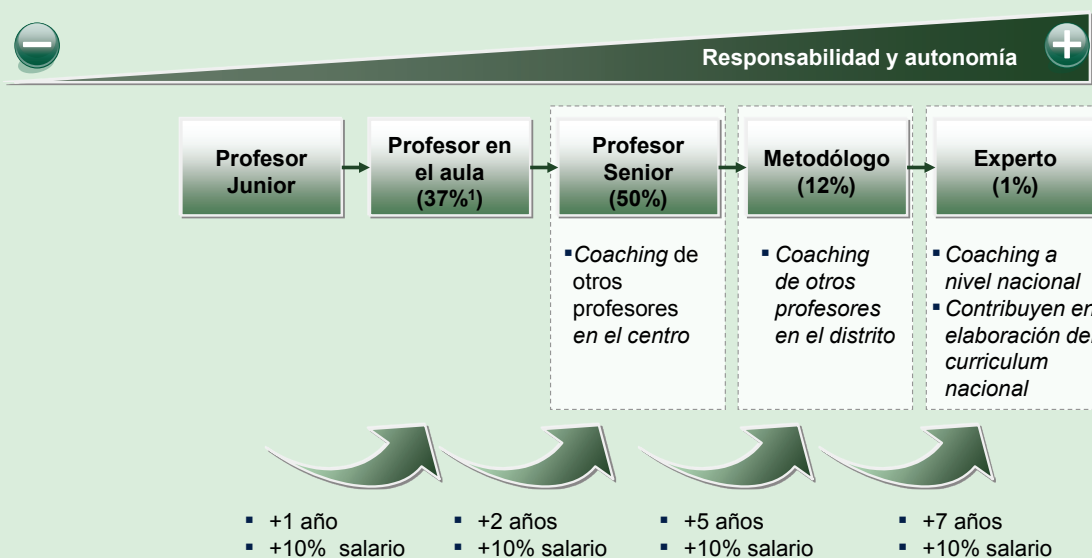 Responsabilidad y autonomía
Profesor
Junior
Profesor en
el aula
(37%¹)
Profesor
Senior
(50%)
Metodólogo
(12%)
Experto
(1%)
▪ Coaching de
otros
profesores
en el centro
▪ Coaching
de otros
profesores
en el distrito
▪ Coaching a
nivel nacional
▪ Contribuyen en
elaboración de
curriculum
nacional
▪ +1 año
▪ +10% salario
▪ +2 años
▪ +10% salario
▪ +5 años
▪ +10% salario
▪ +7 años
▪ +10% salario